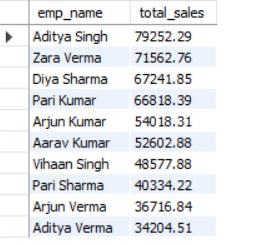 emp_name total_sales
Aditya Singh 79252.29
Zara Verma 71562.76
Diya Sharma 67241.85
Pari Kumar 66818.39
Arjun Kumar 54018.31
Aarav Kumar 52602.88
Vihaan Singh 48577.88
Pari Sharma 40334.22
Arjun Verma 36716.84
Aditya Verma 34204.51